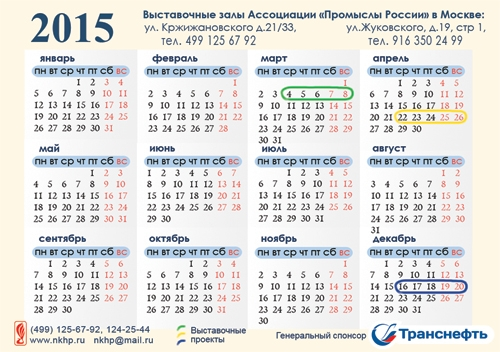 2015
Выставочные залы Ассоциации «Промыслы России» в Москве:
ул. Кржижановского д.21/33,
тел. 499 125 67 92
ул.Жуковского, д.19, стр 1,
тел. 916 350 24 99
январь
пн вт ср чт пт сб вс
1 2 3 4
5 6 7 8 9 10 11
12 13 14 15 16 17 18
19 20 21 22 23 24 25
26 27 28 29 30 31
февраль
пн вт ср чт пт сб вс
1
2 3 4 5 6 7 8
9 10 11 12 13 14 15
16 17 18 19 20 21 22
23 24 25 26 27 28
март
пн вт ср чт пт сб вс
1
2 3 4 5 6 7 8
9 10 11 12 13 14 15
16 17 18 19 20 21 22
23 24 25 26 27 28 29
30 31
апрель
пн вт ср чт пт сб вс
1 2 3 4 5
6 7 8 9 10 11 12
13 14 15 16 17 18 19
20 21 22 23 24 25 26
27 28 29 30
май
пн вт ср чт пт сб вс
1 2 3
4 5 6 7 8 9 10
11 12 13 14 15 16 17
18 19 20 21 22 23 24
25 26 27 28 29 30 31
июнь
пн вт ср чт пт сб вс
1 2 3 4 5 6 7
8 9 10 11 12 13 14
15 16 17 18 19 20 21
22 23 24 25 26 27 28
29 30
июль
пн вт ср чт пт сб вс
1 2 3 4 5
6 7 8 9 10 11 12
13 14 15 16 17 18 19
20 21 22 23 24 25 26
27 28 29 30 31
август
пн вт ср чт пт сб вс
1 2
3 4 5 6 7 8 9
10 11 12 13 14 15 16
17 18 19 20 21 22 23
24 25 26 27 28 29 30
31
сентябрь
пн вт ср чт пт сб вс
1 2 3 4 5 6
7 8 9 10 11 12 13
14 15 16 17 18 19 20
21 22 23 24 25 26 27
28 29 30
октябрь
пн вт ср чт пт сб вс
1 2 3 4
5 6 7 8 9 10 11
12 13 14 15 16 17 18
19 20 21 22 23 24 25
26 27 28 29 30 31
ноябрь
пн вт ср чт пт сб вс
1
2 3 4 5 6 7 8
9 10 11 12 13 14 15
16 17 18 19 20 21 22
23 24 25 26 27 28 29
30
декабрь
пн вт ср чт пт сб вс
1 2 3 4 5 6
7 8 9 10 11 12 13
14 15 16 17 18 19 20
21 22 23 24 25 26 27
28 29 30 31
(499) 125-67-92, 124-25-44
www.nkhp.ru nkhp@mail.ru
Выставочные
проекты
Генеральный спонсор
Транснефть